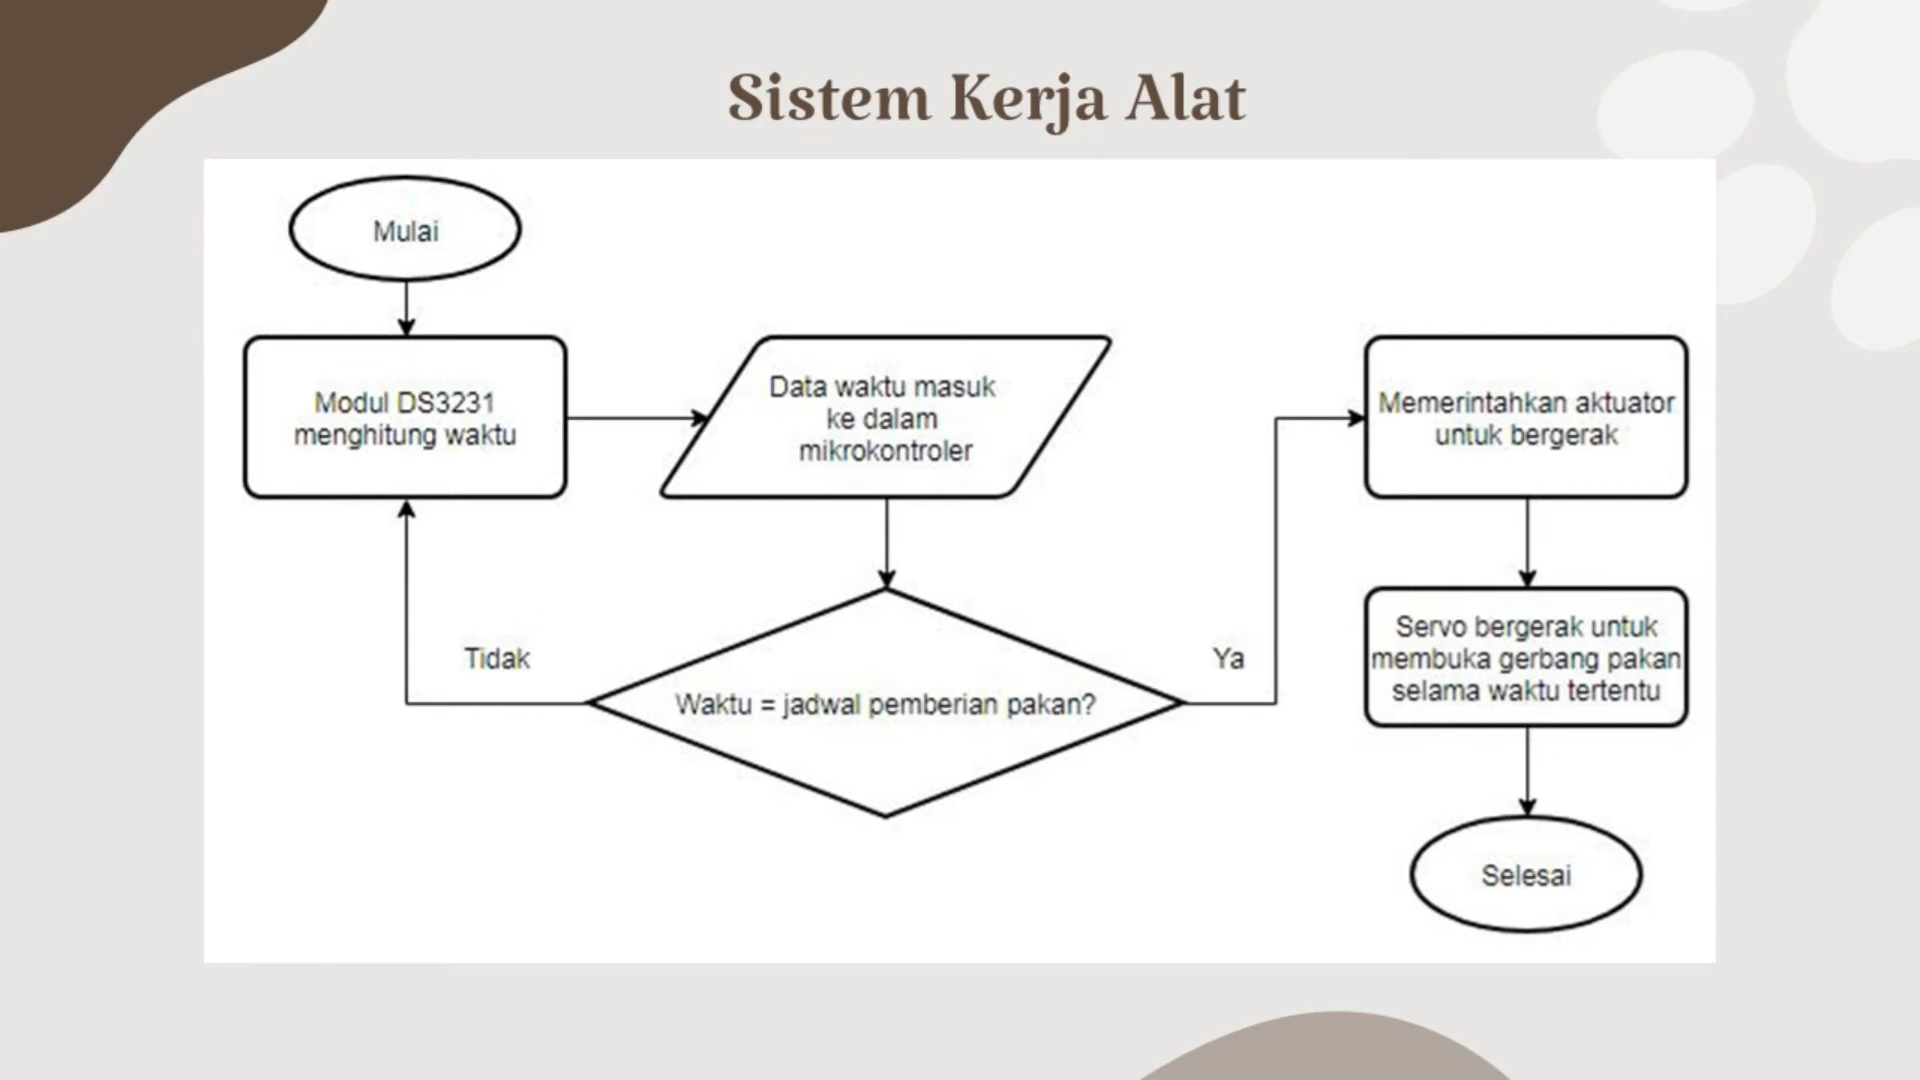 Sistem Kerja Alat
Mulai
Modul DS3231
menghitung waktu
Data waktu masuk
ke dalam
mikrokontroler
Waktu = jadwal pemberian pakan?
Tidak
Ya
Memerintahkan aktuator
untuk bergerak
Servo bergerak untuk
membuka gerbang pakan
selama waktu tertentu
Selesai